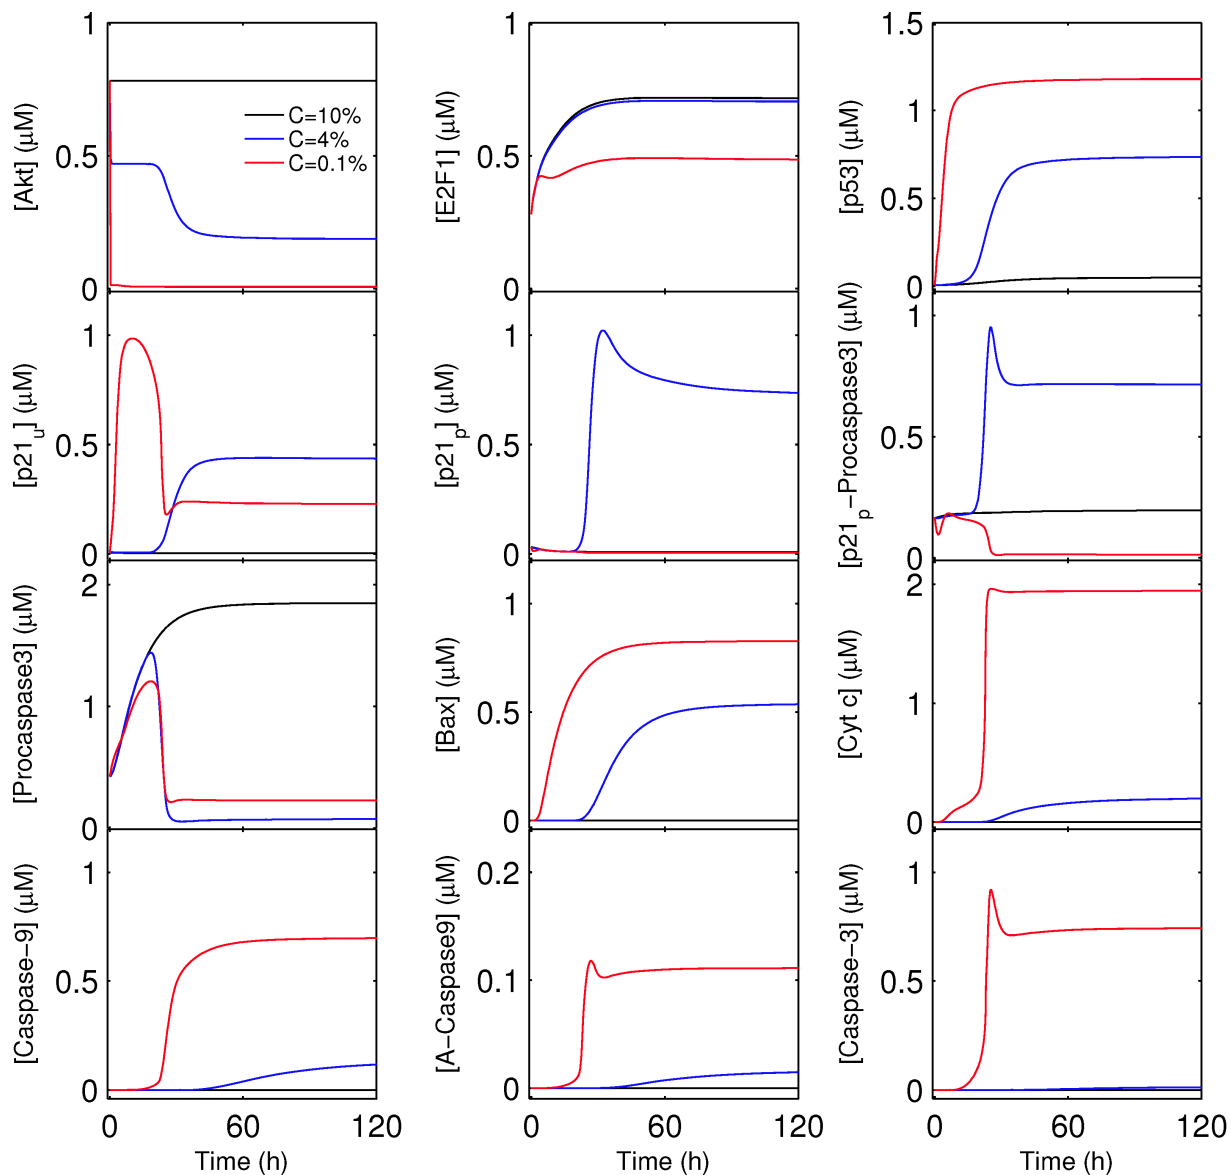 1
0.5
0
[Akt] (μM)
C=10%
C=4%
C=0.1%
1
0.5
0
[E2F1] (μM)
1.5
1
0.5
0
[p53] (μM)
1
0.5
0
[p21u] (μM)
1
0.5
0
[p21p] (μM)
1
0.5
0
[p21p−Procaspase3] (μM)
2
1
0
[Procaspase3] (μM)
1
0.5
0
[Bax] (μM)
2
1
0
[Cyt c] (μM)
1
0.5
0
[Caspase−9] (μM)
0 60 120
Time (h)
0.2
0.1
0
[A−Caspase9] (μM)
0 60 120
Time (h)
1
0.5
0
[Caspase−3] (μM)
0 60 120
Time (h)